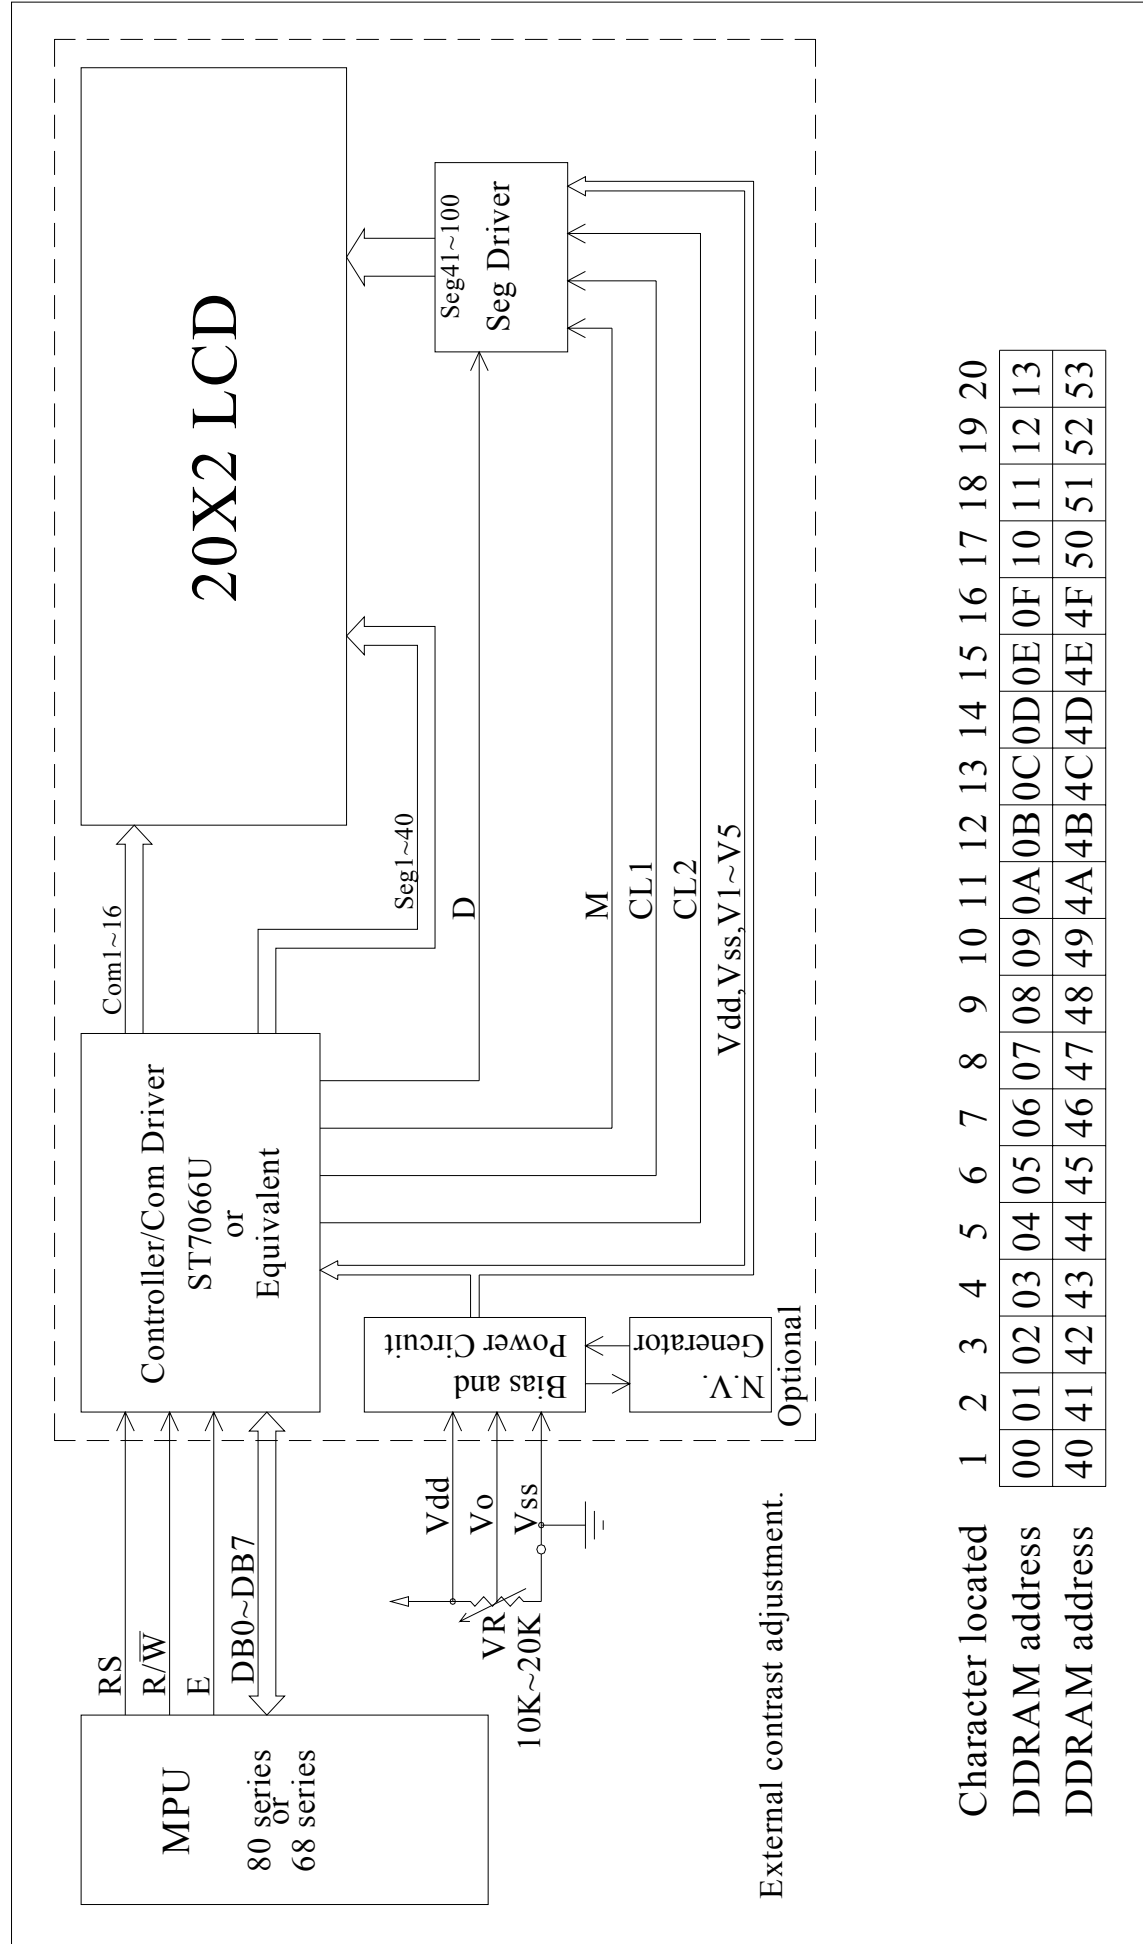 MPU
80 series
or
68 series
RS
R/W̅
E
DB0~DB7
Controller/Com Driver
ST7066U
or
Equivalent
Com1~16
20X2 LCD
Seg1~40
D
Seg41~100
Seg Driver
M
CL1
CL2
Vdd,Vss,V1~V5
Vdd
Vo
Vss
VR
10K~20K
Bias and
Power Circuit
N.V.
Generator
Optional
External contrast adjustment.
Character located 1 2 3 4 5 6 7 8 9 10 11 12 13 14 15 16 17 18 19 20
DDRAM address 00 01 02 03 04 05 06 07 08 09 0A 0B 0C 0D 0E 0F 10 11 12 13
DDRAM address 40 41 42 43 44 45 46 47 48 49 4A 4B 4C 4D 4E 4F 50 51 52 53